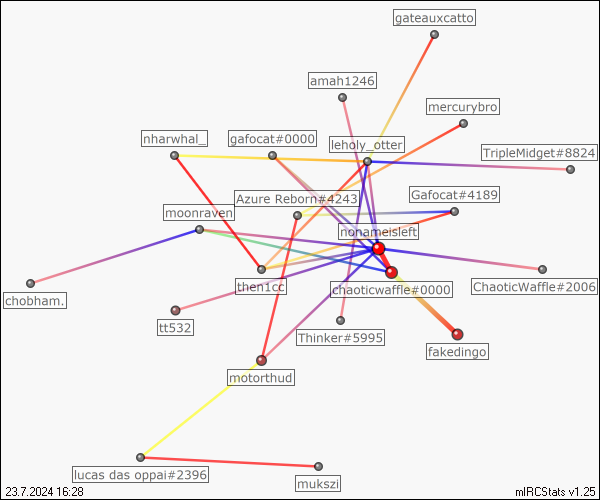 gateauxcatto
amah1246
mercurybro
nharwhal_
gafocat#0000
leholy_otter
TripleMidget#8824
Azure Reborn#4243
Gafocat#4189
moonraven
nohameisleft
then1cc
chaoticwaffle#0000
ChaoticWaffle#2006
chobham.
tt532
Thinker#5995
fakedingo
motorthud
lucas das oppai#2396
mukszi
23.7.2024 16:28
mIRCStats v1.25